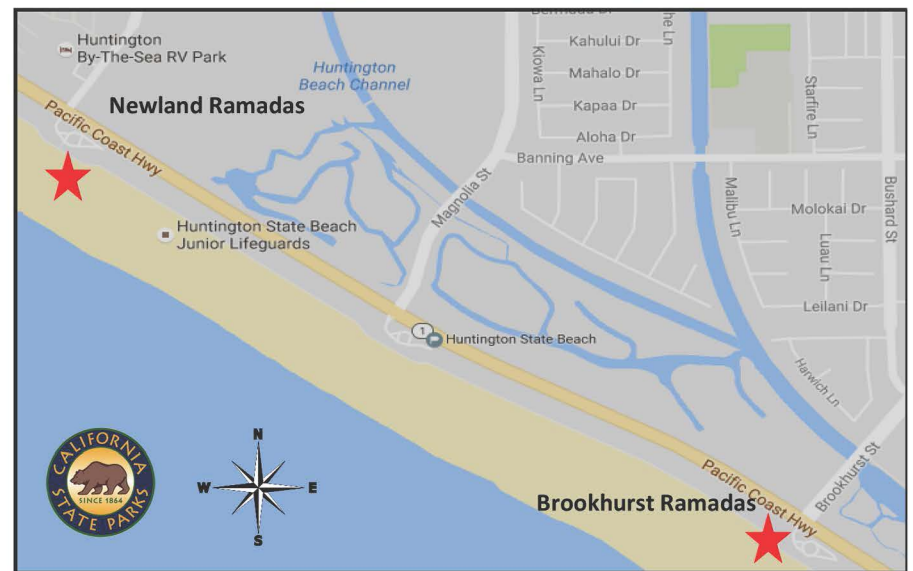 Huntington
By-The-Sea RV Park
Newland Ramadas
Pacific Coast Hwy
Huntington
Beach Channel
Kiowa Ln
Kahului Dr
Mahalo Dr
Kapaa Dr
Aloha Dr
Banning Ave
Magnolia St
Starfire Ln
Malibu Ln
Molokai Dr
Luau Ln
Bushard St
Leilani Dr
Harwich Ln
Huntington State Beach
Junior Lifeguards
1
Huntington State Beach
CALIFORNIA
SINCE 1864
STATE PARKS
N
W
E
S
Pacific Coast Hwy
Brookhurst St
Brookhurst Ramadas